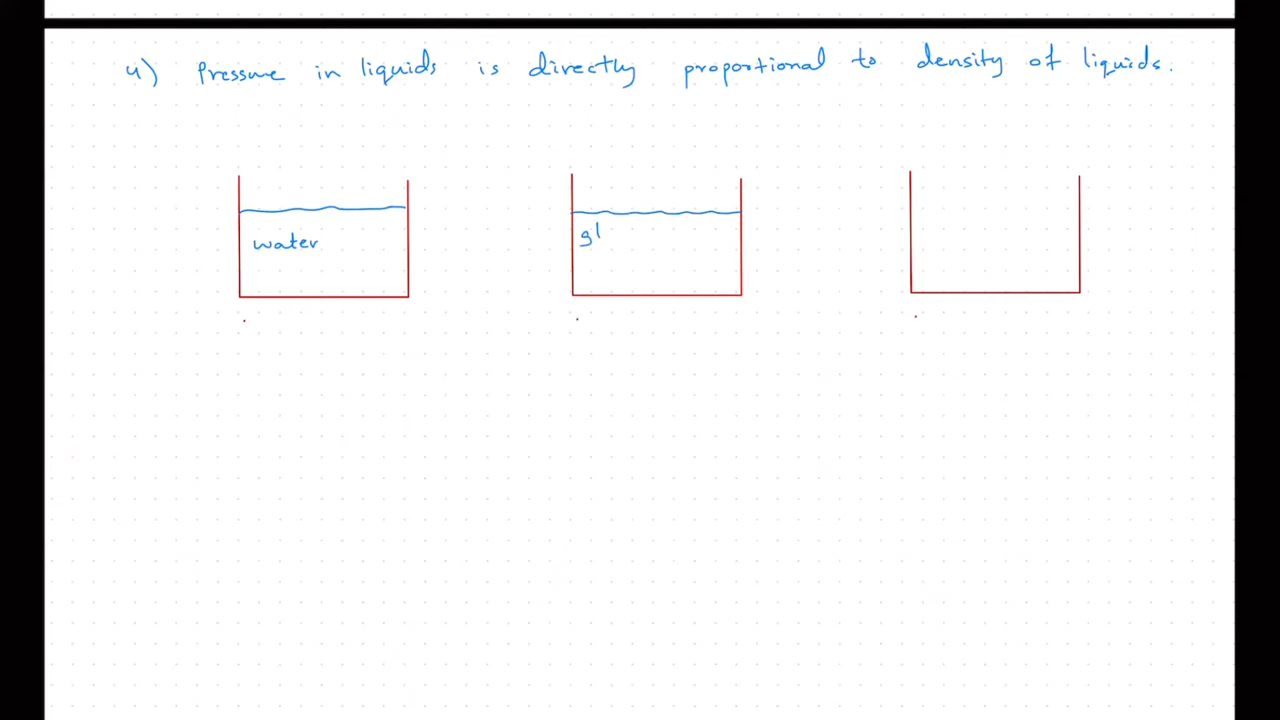 4) Pressure in liquids is directly proportional to density of liquids.
water
gl